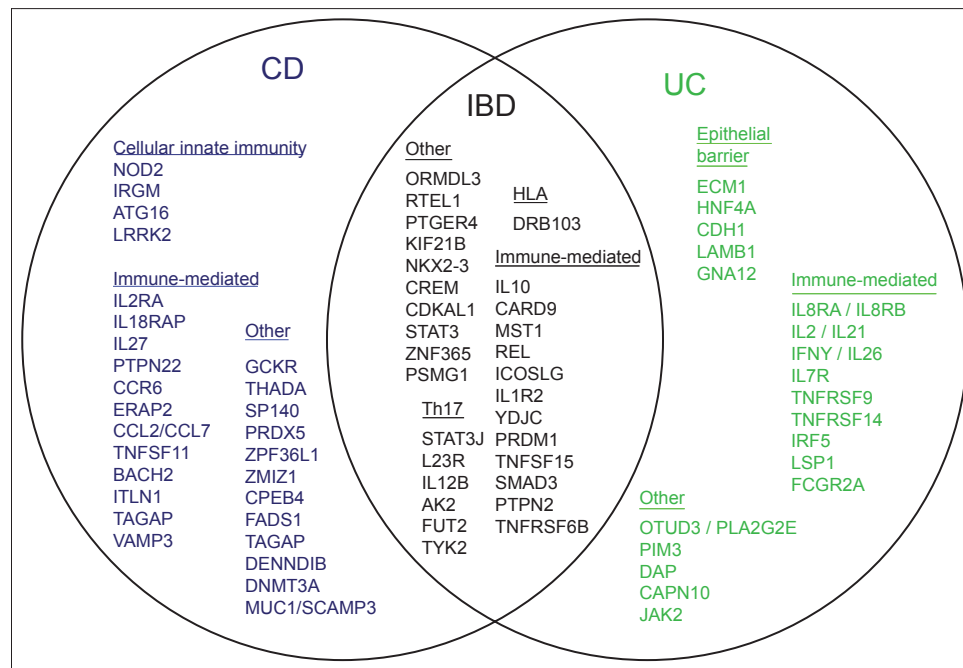 CD
Cellular innate immunity
NOD2
IRGM
ATG16
LRRK2
Immune-mediated
IL2RA
IL18RAP
IL27
PTPN22
CCR6
ERAP2
CCL2/CCL7
TNFSF11
BACH2
ITLN1
TAGAP
VAMP3
Other
GCKR
THADA
SP140
PRDX5
ZPF36L1
ZMIZ1
CPEB4
FADS1
TAGAP
DENNDIB
DNMT3A
MUC1/SCAMP3
IBD
Other
ORMDL3
RTEL1
PTGER4
KIF21B
NKX2-3
CREM
CDKAL1
STAT3
ZNF365
PSMG1
Th17
STAT3J
L23R
IL12B
AK2
FUT2
TYK2
HLA
DRB103
Immune-mediated
IL10
CARD9
MST1
REL
ICOSLG
IL1R2
YDJC
PRDM1
TNFSF15
SMAD3
PTPN2
TNFRSF6B
UC
Epithelial
barrier
ECM1
HNF4A
CDH1
LAMB1
GNA12
Immune-mediated
IL8RA / IL8RB
IL2 / IL21
IFNY / IL26
IL7R
TNFRSF9
TNFRSF14
IRF5
LSP1
FCGR2A
Other
OTUD3 / PLA2G2E
PIM3
DAP
CAPN10
JAK2